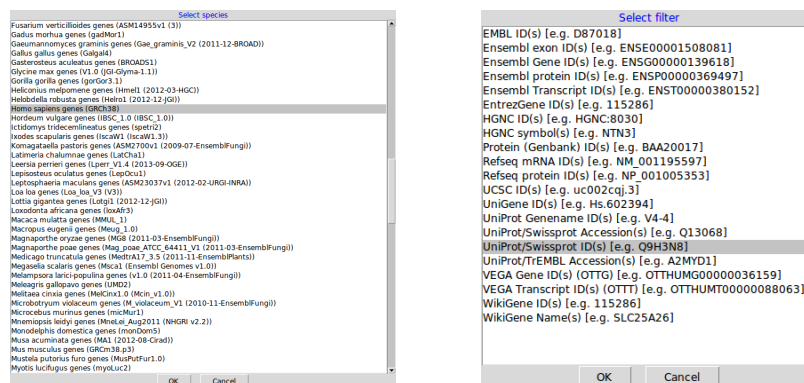 Select species
Fusarium verticillioides genes (ASM14955v1 (3))
Gadus morhua genes (gadMor1)
Gaeumannomyces graminis genes (Gae_graminis_V2 (2011-12-BROAD))
Gallus gallus genes (Galgal4)
Gasterosteus aculeatus genes (BROADS1)
Glycine max genes (V1.0 (JGI-Glyma-1.1))
Gorilla gorilla genes (gorGor3.1)
Heliconius melpomene genes (Hmel1 (2012-03-HGC))
Helobdella robusta genes (Helro1 (2012-12-JGI))
Homo sapiens genes (GRCh38)
Hordeum vulgare genes (IBSC_1.0 (IBSC_1.0))
Ictidomys tridecemlineatus genes (spetri2)
Ixodes scapularis genes (IscaW1 (IscaW1.3))
Komagataella pastoris genes (ASM2700v1 (2009-07-EnsemblFungi))
Latimeria chalumnae genes (LatCha1)
Leersia perrieri genes (Lperr_V1.4 (2013-09-OGE))
Lepisosteus oculatus genes (LepOcu1)
Leptosphaeria maculans genes (ASM23037v1 (2012-02-URGI-INRA))
Loa loa genes (Loa_loa_V3 (V3))
Lottia gigantea genes (Lotgi1 (2012-12-JGI))
Loxodonta africana genes (loxAfr3)
Macaca mulatta genes (MMUL_1)
Macropus eugenii genes (Meug_1.0)
Magnaporthe oryzae genes (MG8 (2011-03-EnsemblFungi))
Magnaporthe poae genes (Mag_poae_ATCC_64411_V1 (2011-03-EnsemblFungi))
Medicago truncatula genes (MedtrA17_3.5 (2011-11-EnsemblPlants))
Megaselia scalaris genes (Msca1 (Ensembl Genomes v1.0))
Melampsora larici-populina genes (v1.0 (2011-04-EnsemblFungi))
Meleagris gallopavo genes (UMD2)
Melitaea cinxia genes (MelCinx1.0 (Mcin_v1.0))
Microbotryum violaceum genes (M_violaceum_V1 (2010-11-EnsemblFungi))
Microcebus murinus genes (micMur1)
Mnemiopsis leidyi genes (MneLei_Aug2011 (NHGRI v2.2))
Monodelphis domestica genes (monDom5)
Musa acuminata genes (MA1 (2012-08-Cirad))
Mus musculus genes (GRCm38.p3)
Mustela putorius furo genes (MusPutFur1.0)
Myotis lucifugus genes (myoLuc2)
OK Cancel
Select filter
EMBL ID(s) [e.g. D87018]
Ensembl exon ID(s) [e.g. ENSE00001508081]
Ensembl Gene ID(s) [e.g. ENSG00000139618]
Ensembl protein ID(s) [e.g. ENSP00000369497]
Ensembl Transcript ID(s) [e.g. ENST00000380152]
EntrezGene ID(s) [e.g. 115286]
HGNC ID(s) [e.g. HGNC:8030]
HGNC symbol(s) [e.g. NTN3]
Protein (Genbank) ID(s) [e.g. BAA20017]
Refseq mRNA ID(s) [e.g. NM_001195597]
Refseq protein ID(s) [e.g. NP_001005353]
UCSC ID(s) [e.g. uc002cqj.3]
UniGene ID(s) [e.g. Hs.602394]
UniProt Genename ID(s) [e.g. V4-4]
UniProt/Swissprot Accession(s) [e.g. Q13068]
UniProt/Swissprot ID(s) [e.g. Q9H3N8]
UniProt/TrEMBL Accession(s) [e.g. A2MYD1]
VEGA Gene ID(s) (OTTG) [e.g. OTTHUMG00000036159]
VEGA Transcript ID(s) (OTTT) [e.g. OTTHUMT00000088063]
WikiGene ID(s) [e.g. 115286]
WikiGene Name(s) [e.g. SLC25A26]
OK Cancel